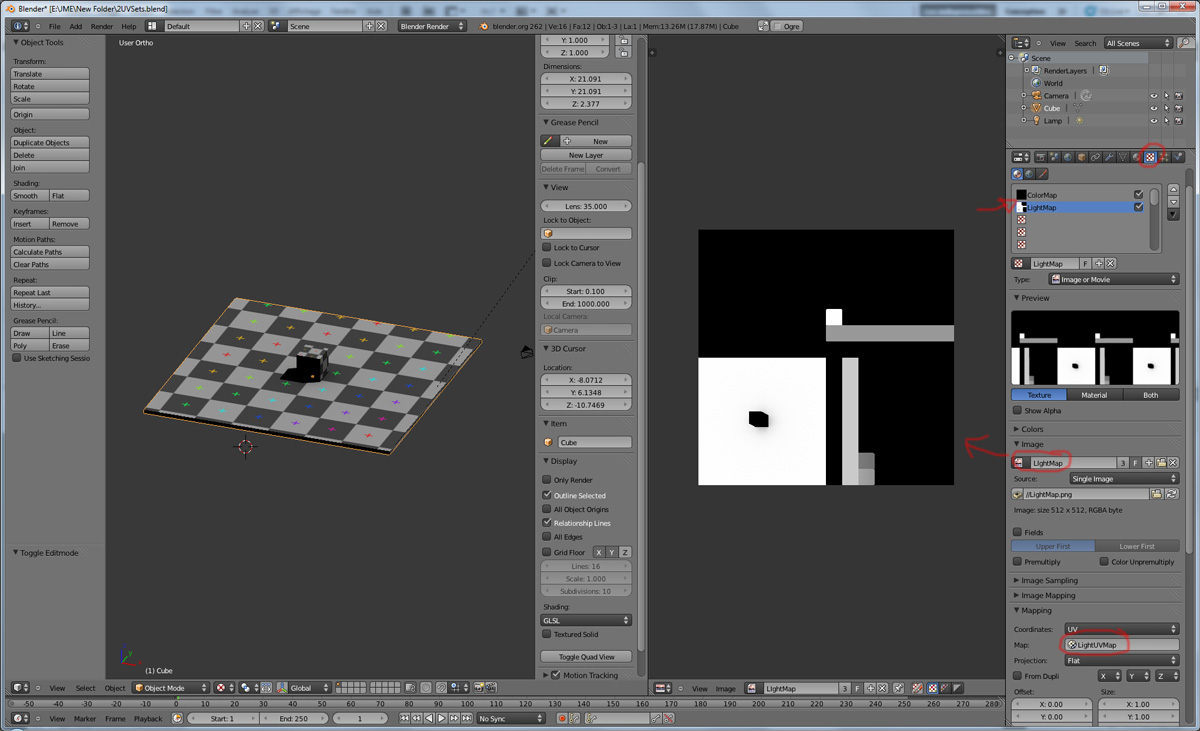 Blender* [E:\JME\New Folder\2UVSets.blend]
File Add Render Help Default Scene Blender Render blender.org 262 | Ve:16 | Fa:12 | Ob:1-3 | La:1 | Mem:13.26M (17.87M) | Cube Ogre
Object Tools
Transform:
Translate
Rotate
Scale
Origin
Object:
Duplicate Objects
Delete
Join
Shading:
Smooth Flat
Keyframes:
Insert Remove
Motion Paths:
Calculate Paths
Clear Paths
Repeat:
Repeat Last
History...
Grease Pencil:
Draw Line
Poly Erase
Use Sketching Sessio
Toggle Editmode
User Ortho
(1) Cube
Y: 1.000
Z: 1.000
Dimensions:
X: 21.091
Y: 21.091
Z: 2.377
Grease Pencil
New
New Layer
Delete Frame Convert
View
Lens: 35.000
Lock to Object:
Lock to Cursor
Lock Camera to View
Clip:
Start: 0.100
End: 1000.000
Local Camera:
Camera
3D Cursor
Location:
X: -8.0712
Y: 6.1348
Z: -10.7469
Item
Cube
Display
Only Render
Outline Selected
All Object Origins
Relationship Lines
All Edges
Grid Floor X Y Z
Lines: 16
Scale: 1.000
Subdivisions: 10
Shading:
GLSL
Textured Solid
Toggle Quad View
Motion Tracking
View Search All Scenes
Scene
RenderLayers
World
Camera
Cube
Lamp
ColorMap
LightMap
LightMap F
Type: Image or Movie
Preview
Texture Material Both
Show Alpha
Colors
Image
LightMap 3 F
Source: Single Image
//LightMap.png
Image: size 512 x 512, RGBA byte
Fields
Upper First Lower First
Premultiply Color Unpremultiply
Image Sampling
Image Mapping
Mapping
Coordinates: UV
Map: LightUVMap
Projection: Flat
From Dupli X Y Z
Offset: Size:
X: 0.00 X: 1.00
Y: 0.00 Y: 1.00
View Select Object Object Mode Global
View Image LightMap 3 F
-50 -40 -30 -20 -10 0 10 20 30 40 50 60 70 80 90 100 110 120 130 140 150 160 170 180 190 200 210 220 230 240 250 260 270 280
View Marker Frame Playback Start: 1 End: 250 1 No Sync